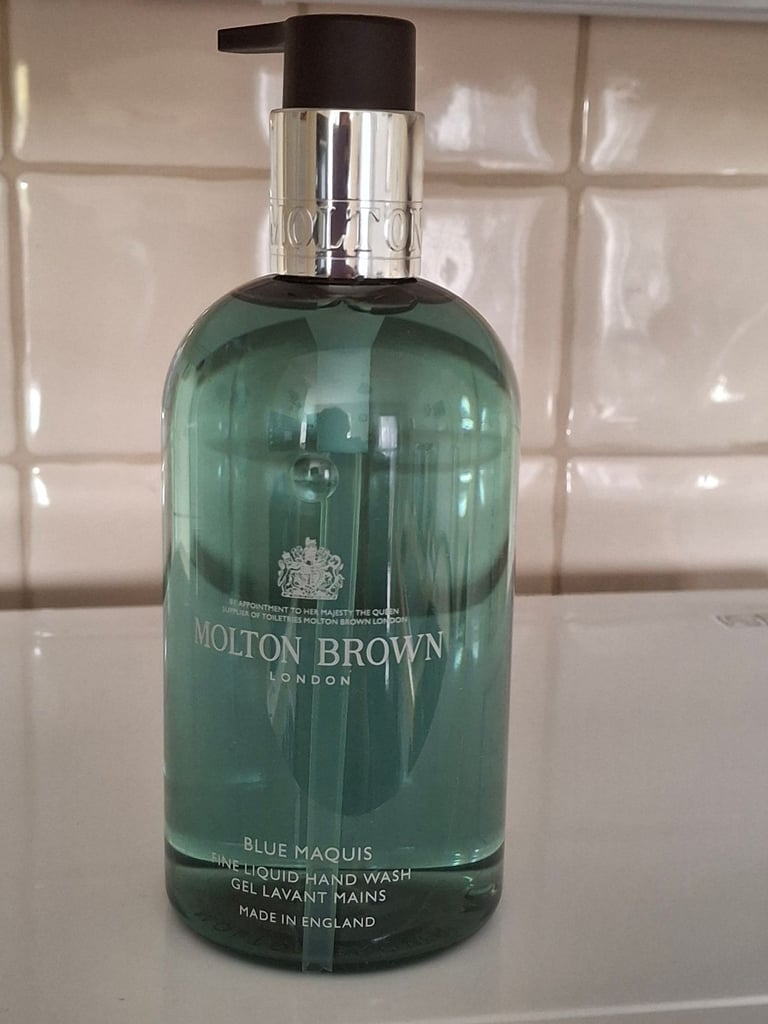 MOLTON
BY APPOINTMENT TO HER MAJESTY THE QUEEN
SUPPLIER OF TOILETRIES MOLTON BROWN LONDON
MOLTON BROWN
LONDON
BLUE MAQUIS
FINE LIQUID HAND WASH
GEL LAVANT MAINS
MADE IN ENGLAND